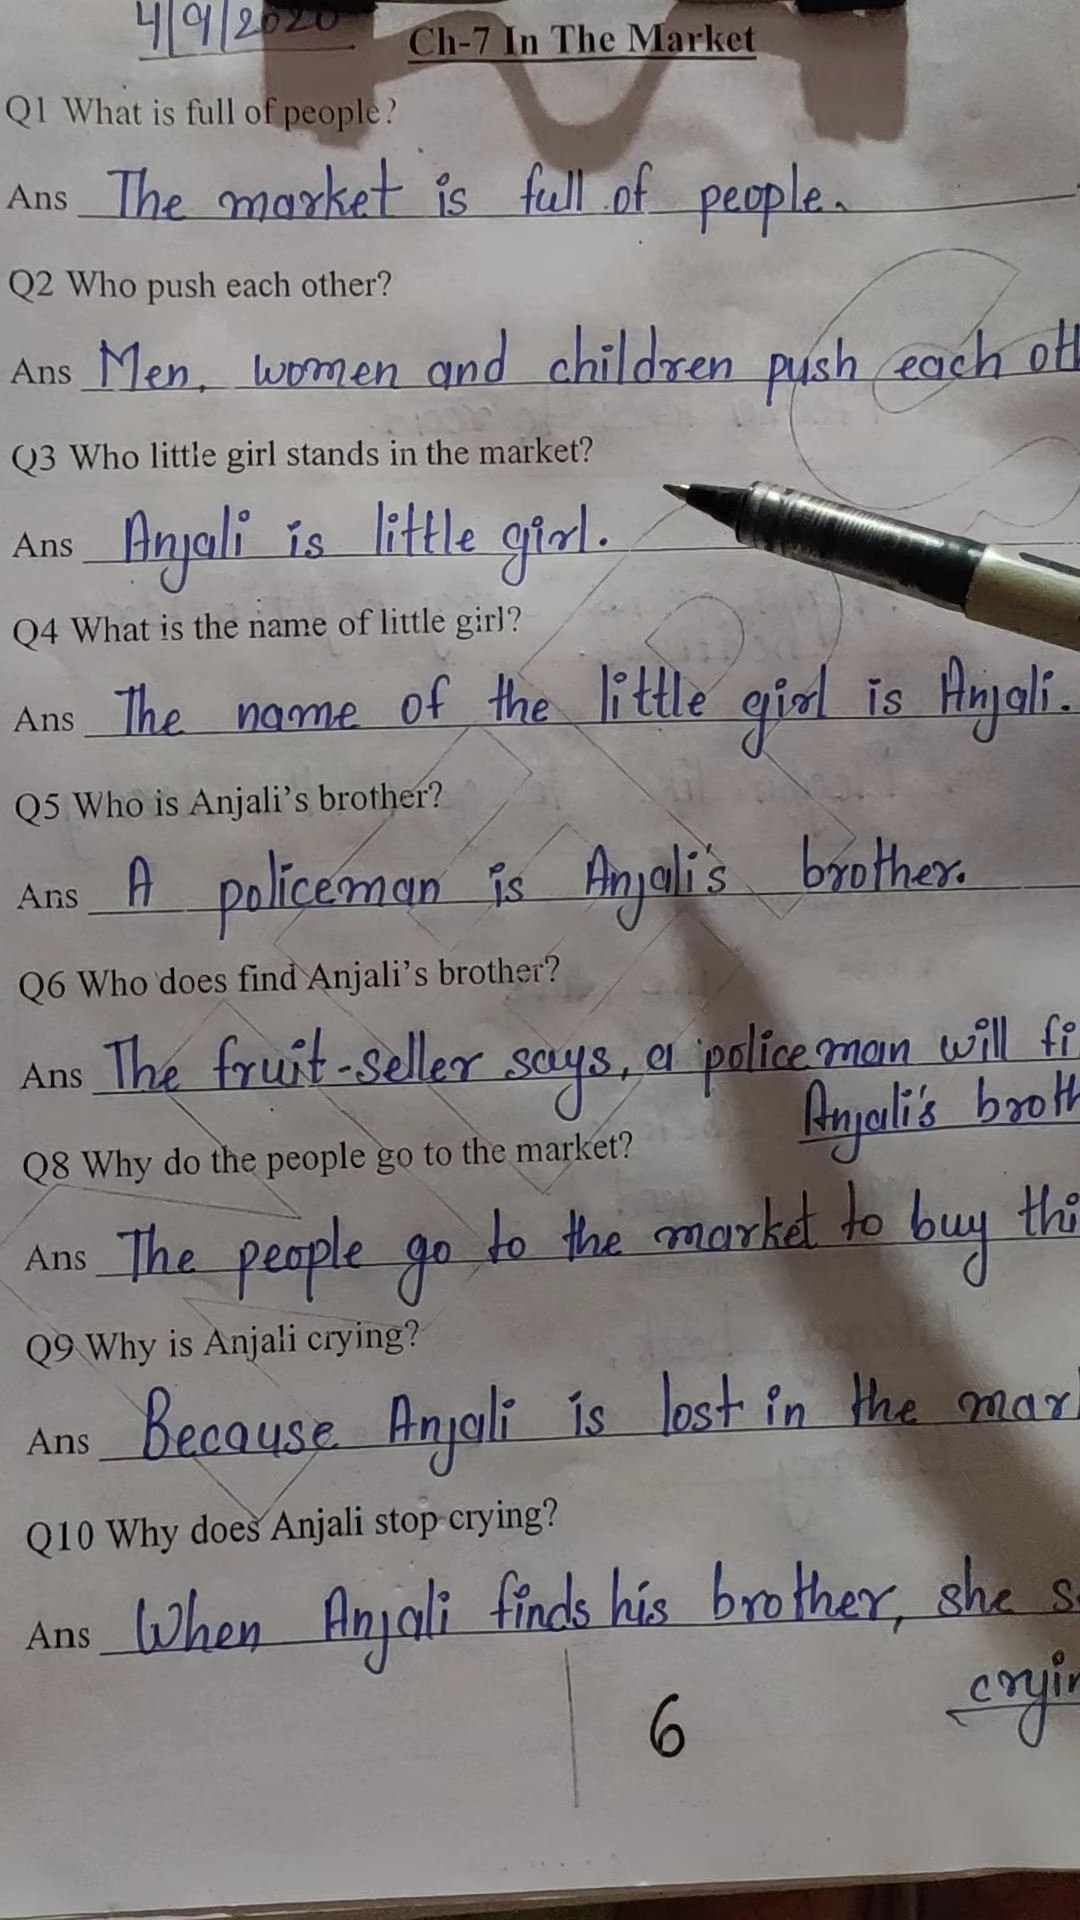 4/9/2020
Ch-7 In The Market
Q1 What is full of people?
Ans The market is full of people.
Q2 Who push each other?
Ans Men, women and children push each oth
Q3 Who little girl stands in the market?
Ans Anjali is little girl.
Q4 What is the name of little girl?
Ans The name of the little girl is Anjali.
Q5 Who is Anjali's brother?
Ans A policeman is Anjali's brother.
Q6 Who does find Anjali's brother?
Ans The fruit-seller says, a policeman will fi
Anjali's broth
Q8 Why do the people go to the market?
Ans The people go to the market to buy thi
Q9 Why is Anjali crying?
Ans Because Anjali is lost in the mar
Q10 Why does Anjali stop crying?
Ans When Anjali finds his brother, she s
cryin
6